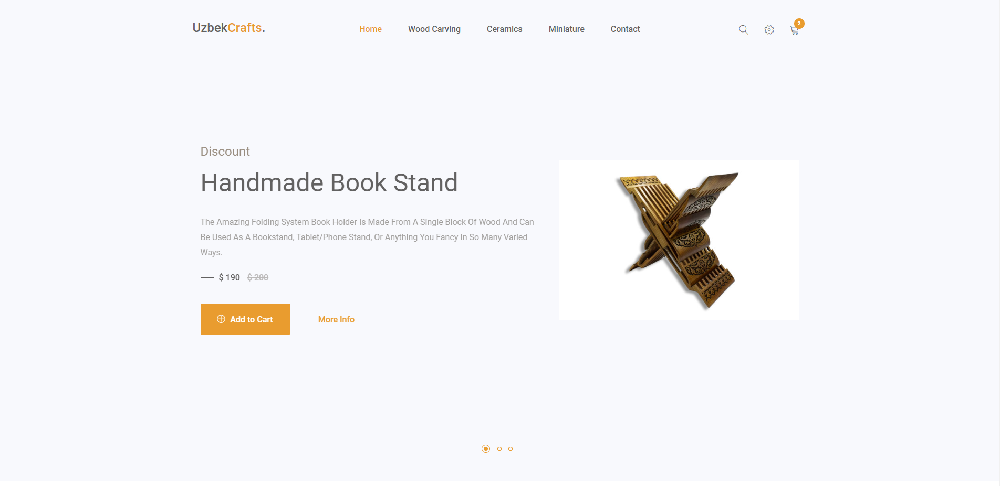 UzbekCrafts.
Home Wood Carving Ceramics Miniature Contact
2
Discount
Handmade Book Stand
The Amazing Folding System Book Holder Is Made From A Single Block Of Wood And Can
Be Used As A Bookstand, Tablet/Phone Stand, Or Anything You Fancy In So Many Varied
Ways.
$ 190 $ 200
Add to Cart More Info